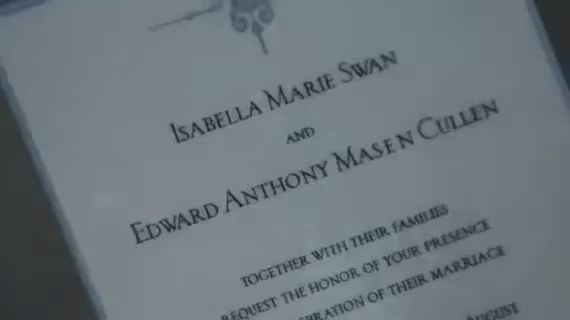 ISABELLA MARIE SWAN
AND
EDWARD ANTHONY MASEN CULLEN
TOGETHER WITH THEIR FAMILIES
REQUEST THE HONOR OF YOUR PRESENCE
OF THEIR MARRIAGE
AUGUST